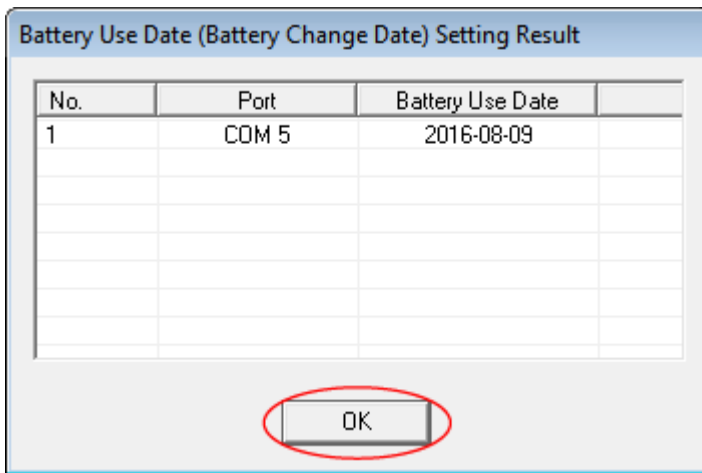 Battery Use Date (Battery Change Date) Setting Result
No. Port Battery Use Date
1 COM 5 2016-08-09
OK